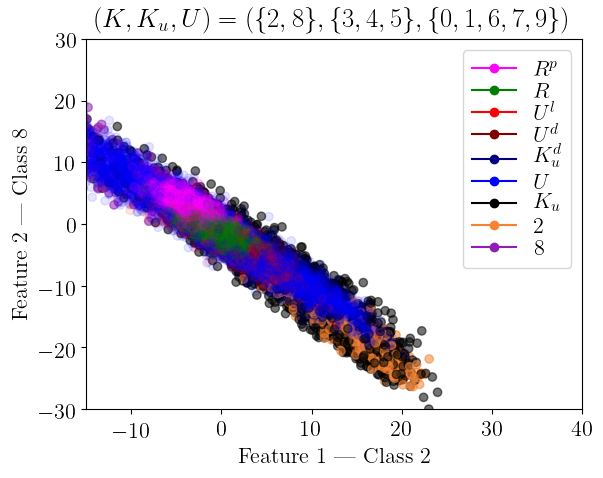 (K, K_u, U) = ({2, 8}, {3, 4, 5}, {0, 1, 6, 7, 9})
30
20
10
0
−10
−20
−30
Feature 2 — Class 8
R^p
R
U^l
U^d
K_u^d
U
K_u
2
8
−10
0
10
20
30
40
Feature 1 — Class 2